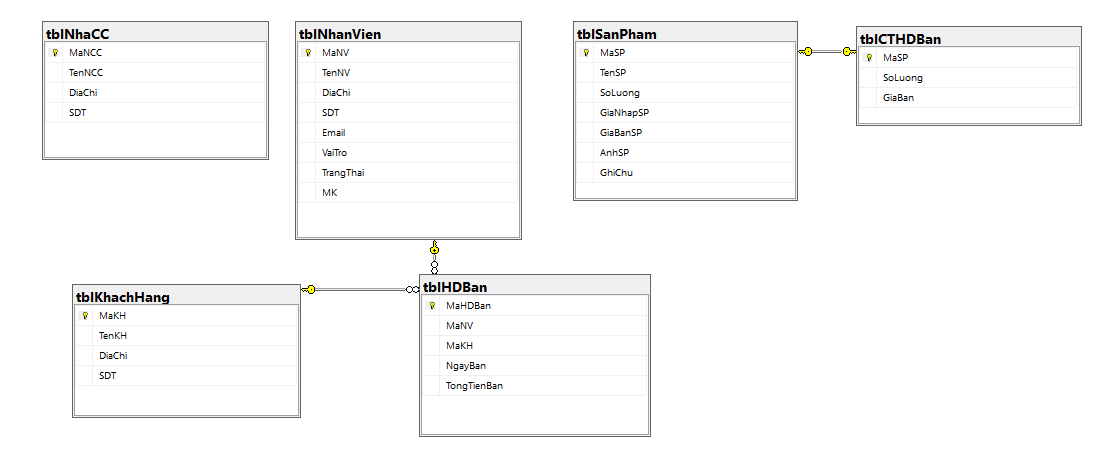 tblNhaCC
MaNCC
TenNCC
DiaChi
SDT
tblNhanVien
MaNV
TenNV
DiaChi
SDT
Email
VaiTro
TrangThai
MK
tblSanPham
MaSP
TenSP
SoLuong
GiaNhapSP
GiaBanSP
AnhSP
GhiChu
tblCTHDBan
MaSP
SoLuong
GiaBan
tblKhachHang
MaKH
TenKH
DiaChi
SDT
tblHDBan
MaHDBan
MaNV
MaKH
NgayBan
TongTienBan